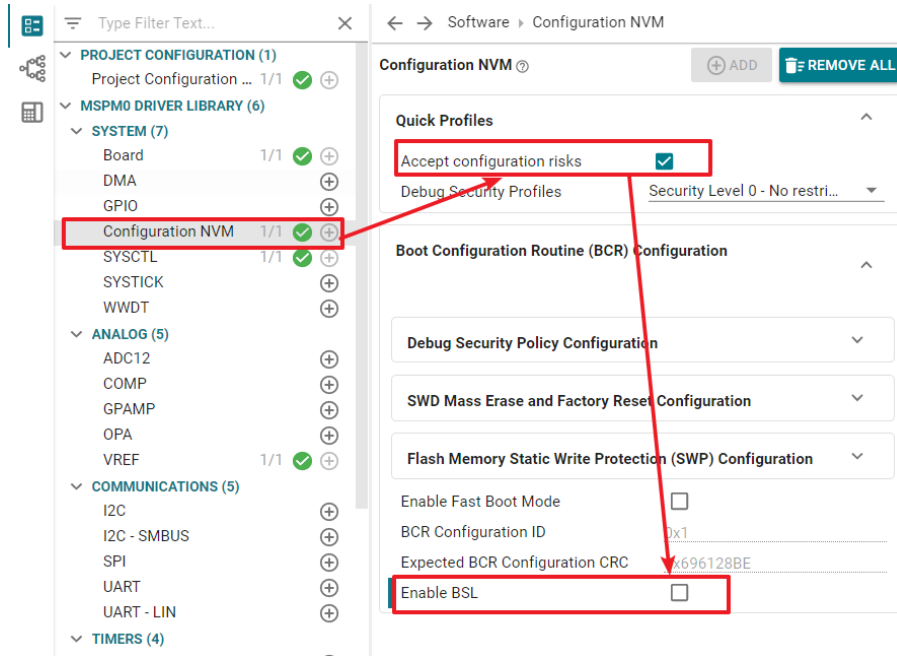 Type Filter Text...
PROJECT CONFIGURATION (1)
Project Configuration ... 1/1
MSPM0 DRIVER LIBRARY (6)
SYSTEM (7)
Board 1/1
DMA
GPIO
Configuration NVM 1/1
SYSCTL 1/1
SYSTICK
WWDT
ANALOG (5)
ADC12
COMP
GPAMP
OPA
VREF 1/1
COMMUNICATIONS (5)
I2C
I2C - SMBUS
SPI
UART
UART - LIN
TIMERS (4)
Software Configuration NVM
Configuration NVM
ADD
REMOVE ALL
Quick Profiles
Accept configuration risks
Debug Security Profiles Security Level 0 - No restri...
Boot Configuration Routine (BCR) Configuration
Debug Security Policy Configuration
SWD Mass Erase and Factory Reset Configuration
Flash Memory Static Write Protection (SWP) Configuration
Enable Fast Boot Mode
BCR Configuration ID 0x1
Expected BCR Configuration CRC 0x696128BE
Enable BSL